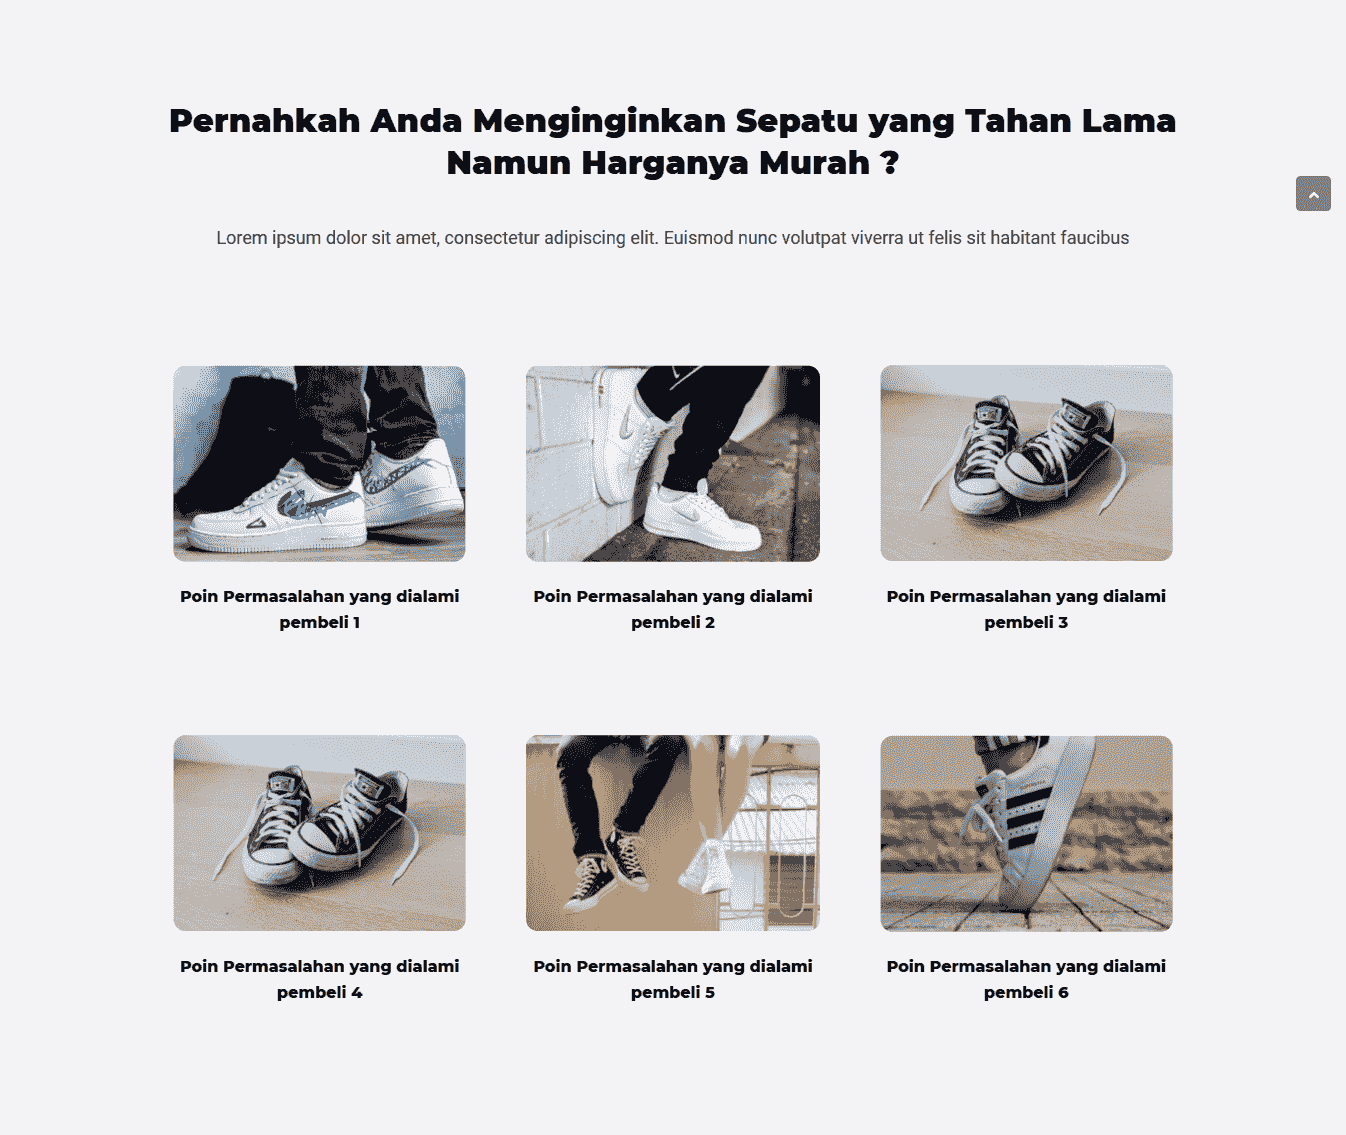 Pernahkah Anda Menginginkan Sepatu yang Tahan Lama
Namun Harganya Murah ?
Lorem ipsum dolor sit amet, consectetur adipiscing elit. Euismod nunc volutpat viverra ut felis sit habitant faucibus
Poin Permasalahan yang dialami
pembeli 1
Poin Permasalahan yang dialami
pembeli 2
Poin Permasalahan yang dialami
pembeli 3
Poin Permasalahan yang dialami
pembeli 4
Poin Permasalahan yang dialami
pembeli 5
Poin Permasalahan yang dialami
pembeli 6